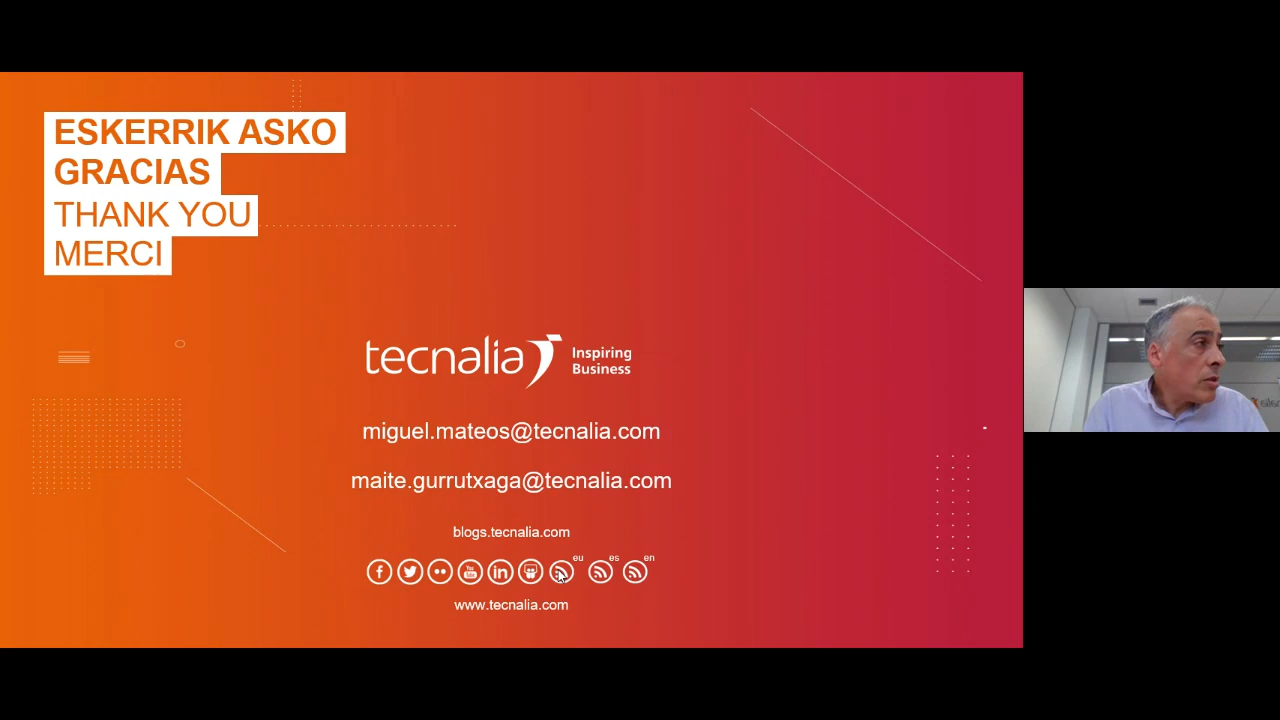 ESKERRIK ASKO
GRACIAS
THANK YOU
MERCI
tecnalia
Inspiring
Business
miguel.mateos@tecnalia.com
maite.gurrutxaga@tecnalia.com
blogs.tecnalia.com
eu
es
en
www.tecnalia.com